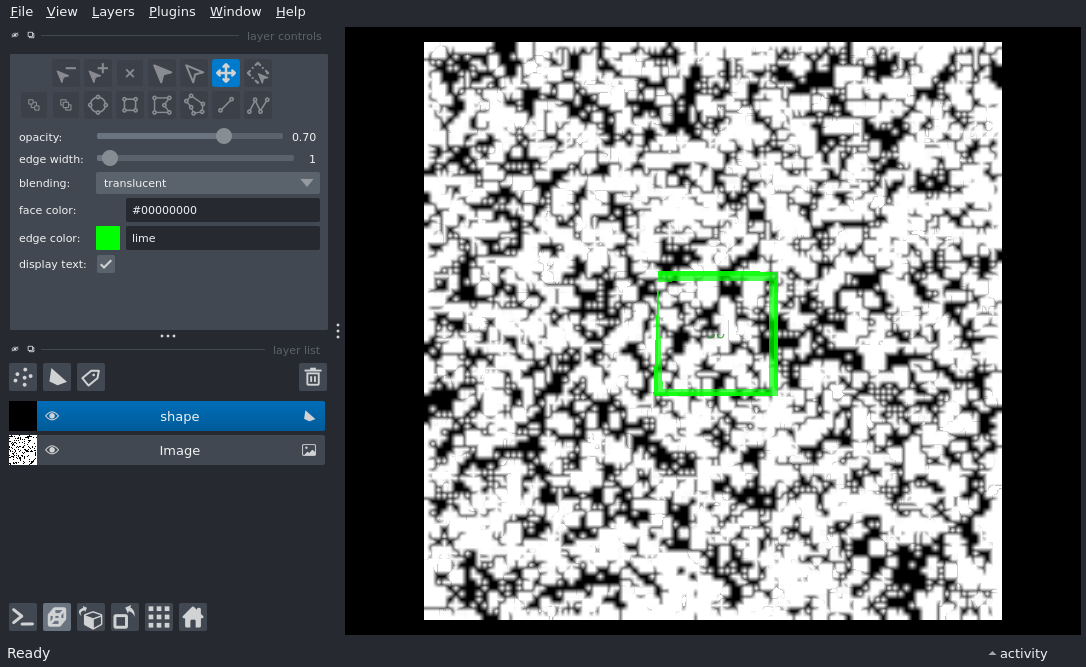 File View Layers Plugins Window Help
layer controls
opacity: 0.70
edge width: 1
blending: translucent
face color: #00000000
edge color: lime
display text:
layer list
shape
Image
Ready
activity